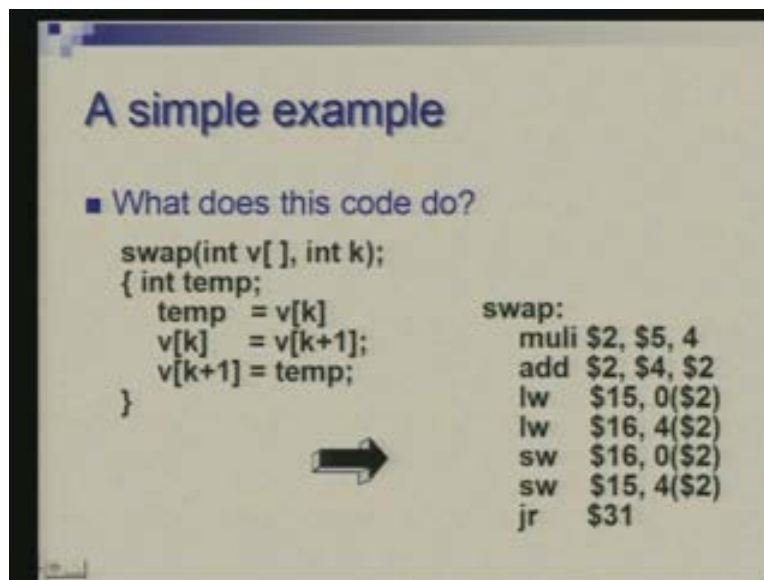 A simple example
What does this code do?
swap(int v[ ], int k);
{ int temp;
temp = v[k]
v[k] = v[k+1];
v[k+1] = temp;
}
swap:
muli $2, $5, 4
add $2, $4, $2
lw $15, 0($2)
lw $16, 4($2)
sw $16, 0($2)
sw $15, 4($2)
jr $31